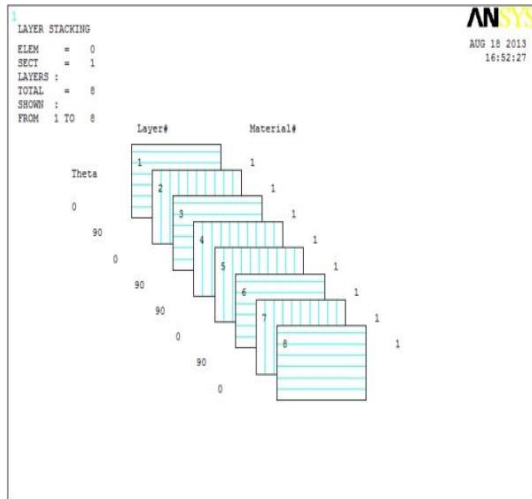 1
LAYER STACKING
ANSYS
ELEM = 0
SECT = 1
LAYERS :
TOTAL = 8
SHOWN :
FROM 1 TO 8
AUG 18 2013
16:52:27
Layer# Material#
Theta
1 1
2 1
0
3 1
90
4 1
0
5 1
90
6 1
90
7 1
0
8 1
90
0